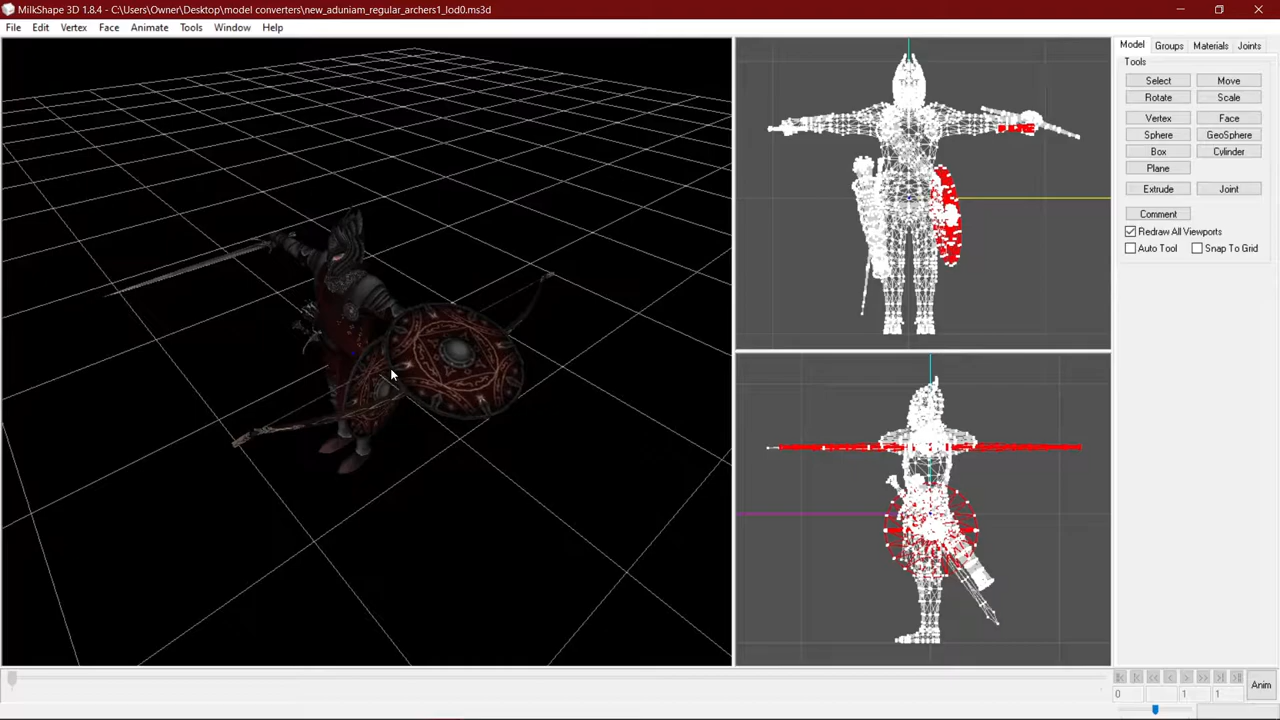 MilkShape 3D 1.8.4 - C:\Users\Owner\Desktop\model converters\new_aduniam_regular_archers1_lod0.ms3d
File Edit Vertex Face Animate Tools Window Help
Model Groups Materials Joints
Tools
Select Move
Rotate Scale
Vertex Face
Sphere GeoSphere
Box Cylinder
Plane
Extrude Joint
Comment
Redraw All Viewports
Auto Tool Snap To Grid
Anim
0 1 1